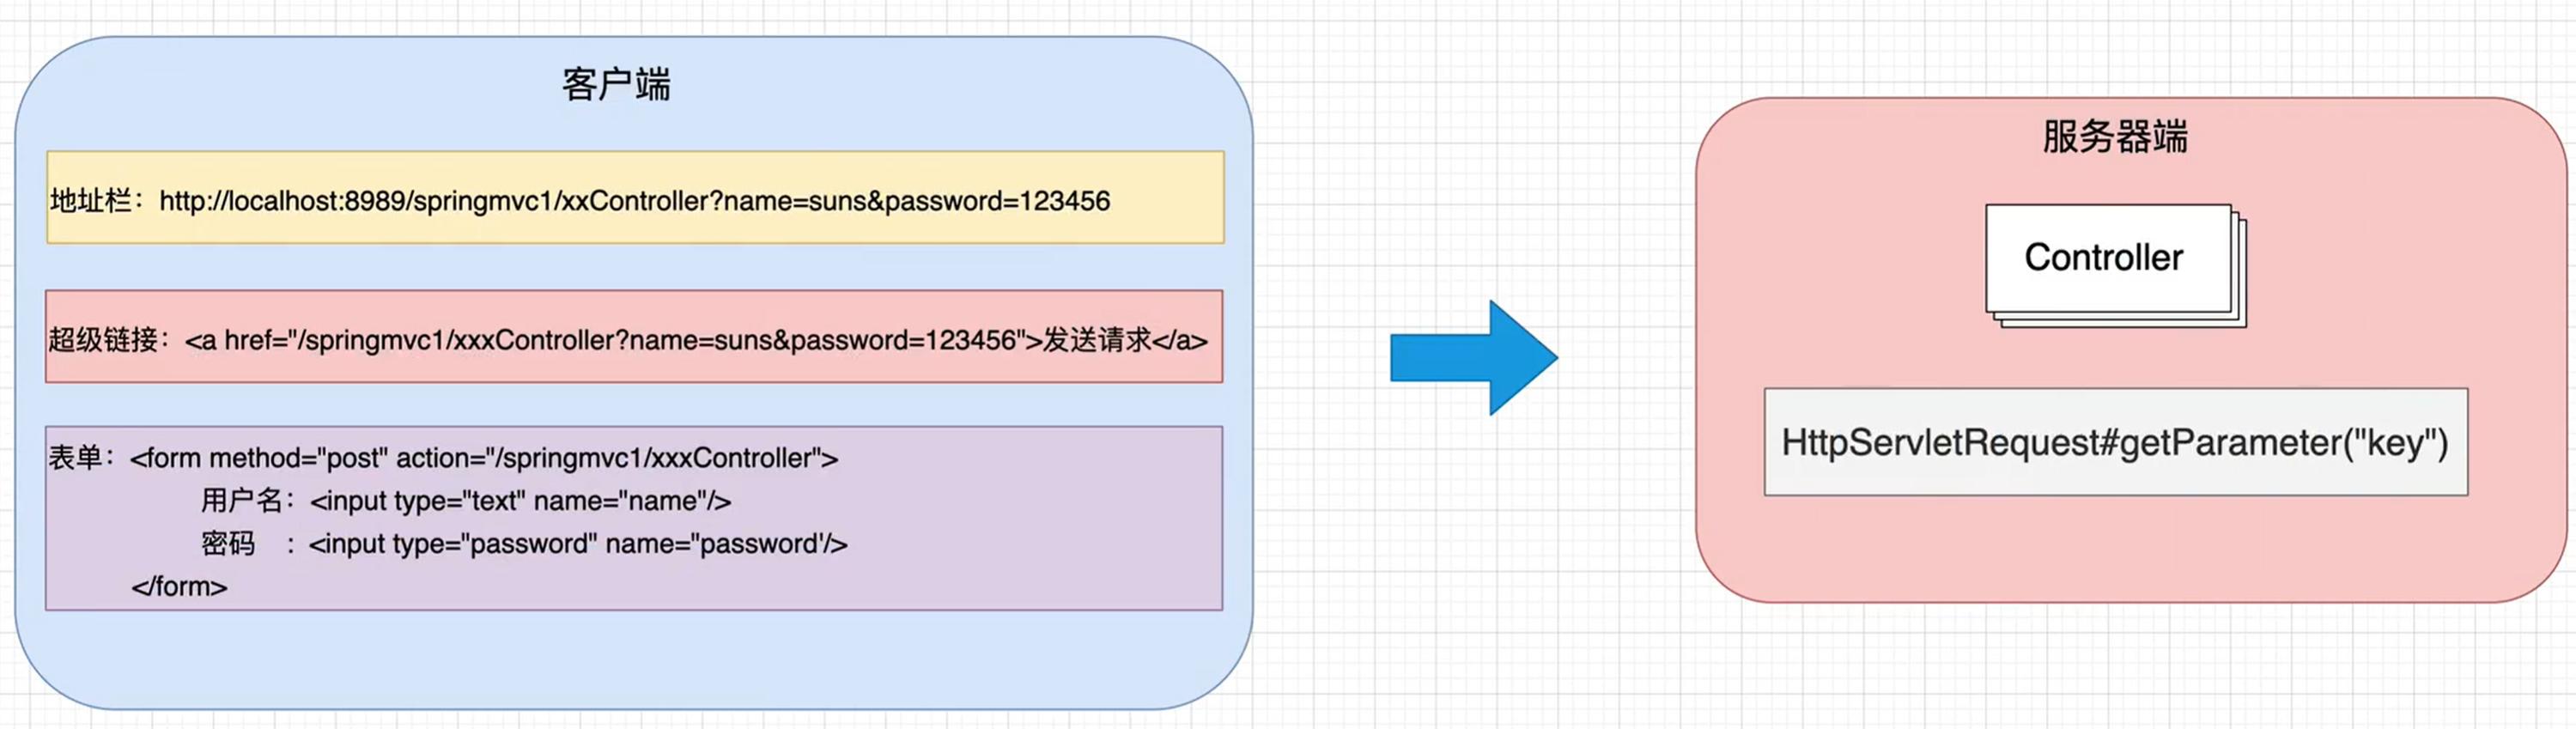 客户端
地址栏：http://localhost:8989/springmvc1/xxController?name=suns&password=123456
超级链接：<a href="/springmvc1/xxxController?name=suns&password=123456">发送请求</a>
表单：<form method="post" action="/springmvc1/xxxController">
用户名：<input type="text" name="name"/>
密码 ：<input type="password" name="password'/>
</form>
服务器端
Controller
HttpServletRequest#getParameter("key")